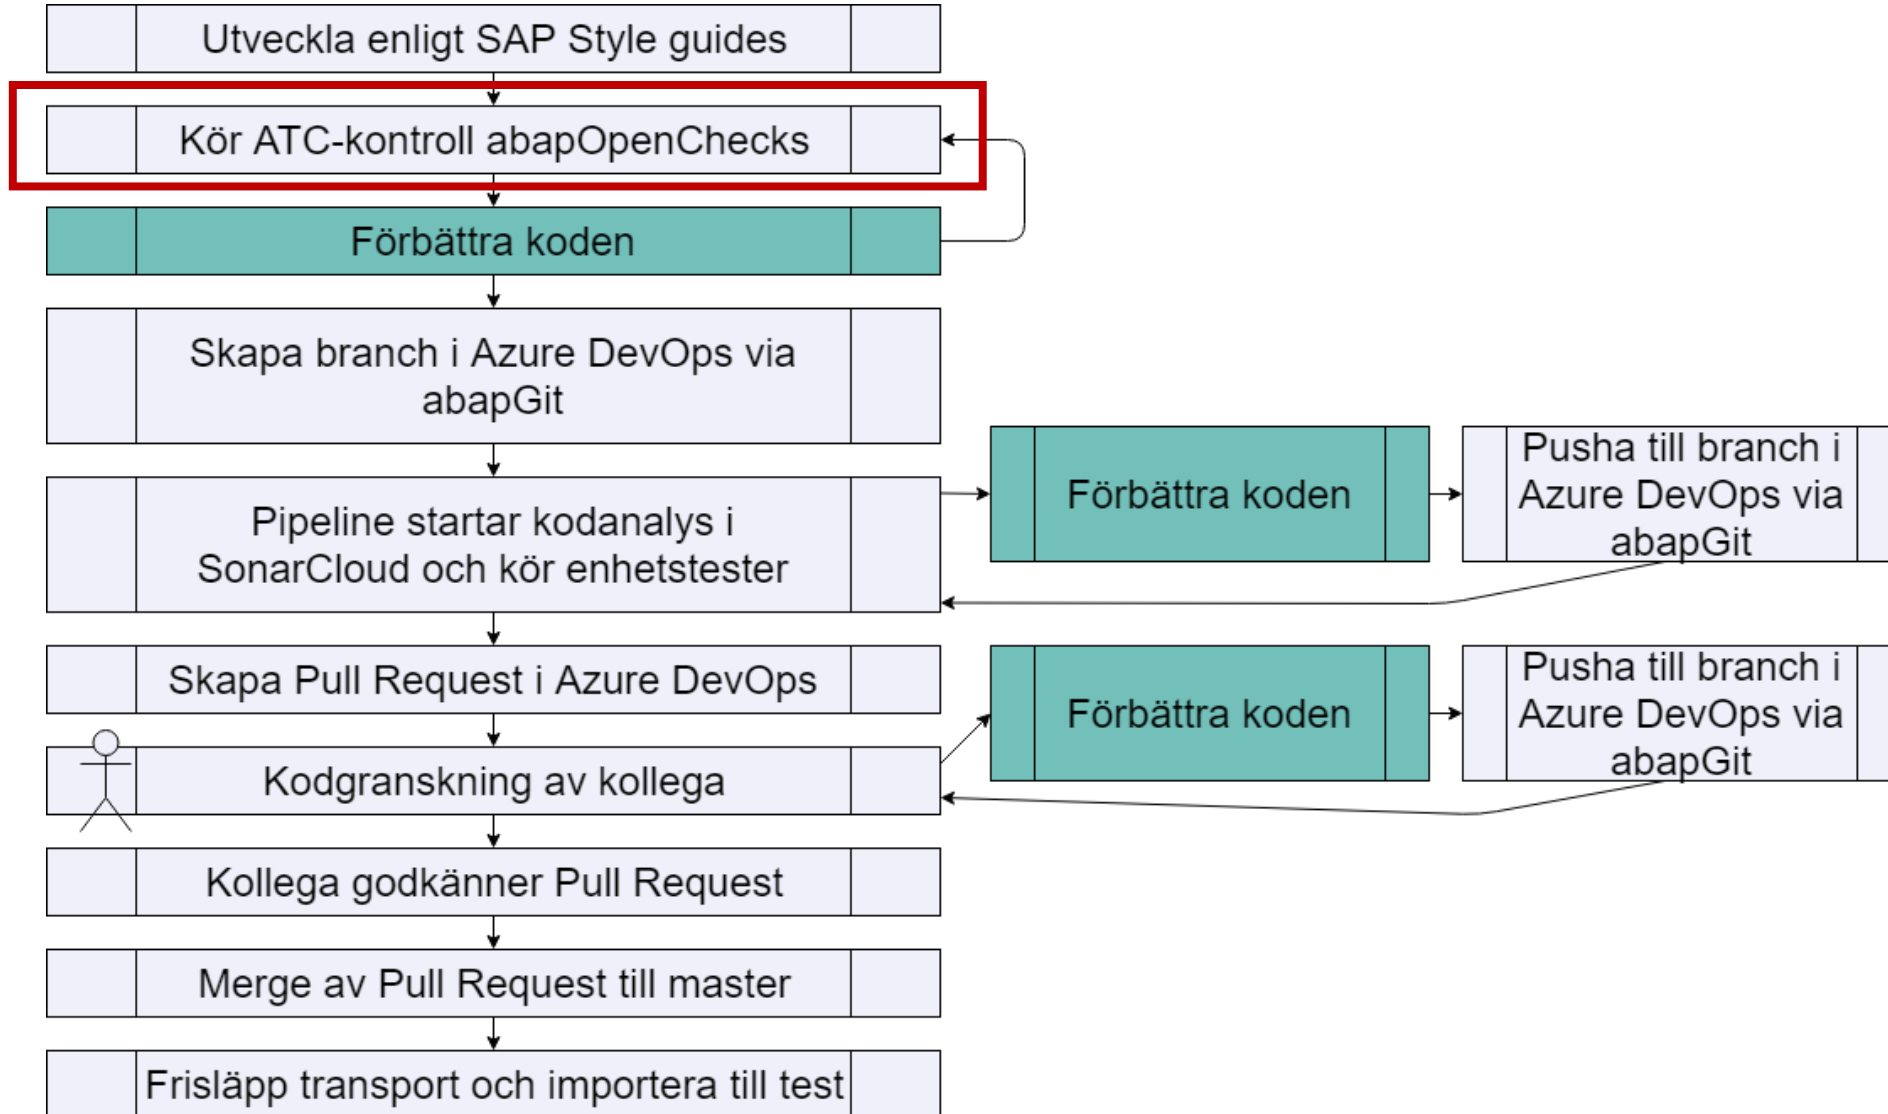 Utveckla enligt SAP Style guides
Kör ATC-kontroll abapOpenChecks
Förbättra koden
Skapa branch i Azure DevOps via
abapGit
Pipeline startar kodanalys i
SonarCloud och kör enhetstester
Förbättra koden
Pusha till branch i
Azure DevOps via
abapGit
Skapa Pull Request i Azure DevOps
Kodgranskning av kollega
Förbättra koden
Pusha till branch i
Azure DevOps via
abapGit
Kollega godkänner Pull Request
Merge av Pull Request till master
Frisläpp transport och importera till test